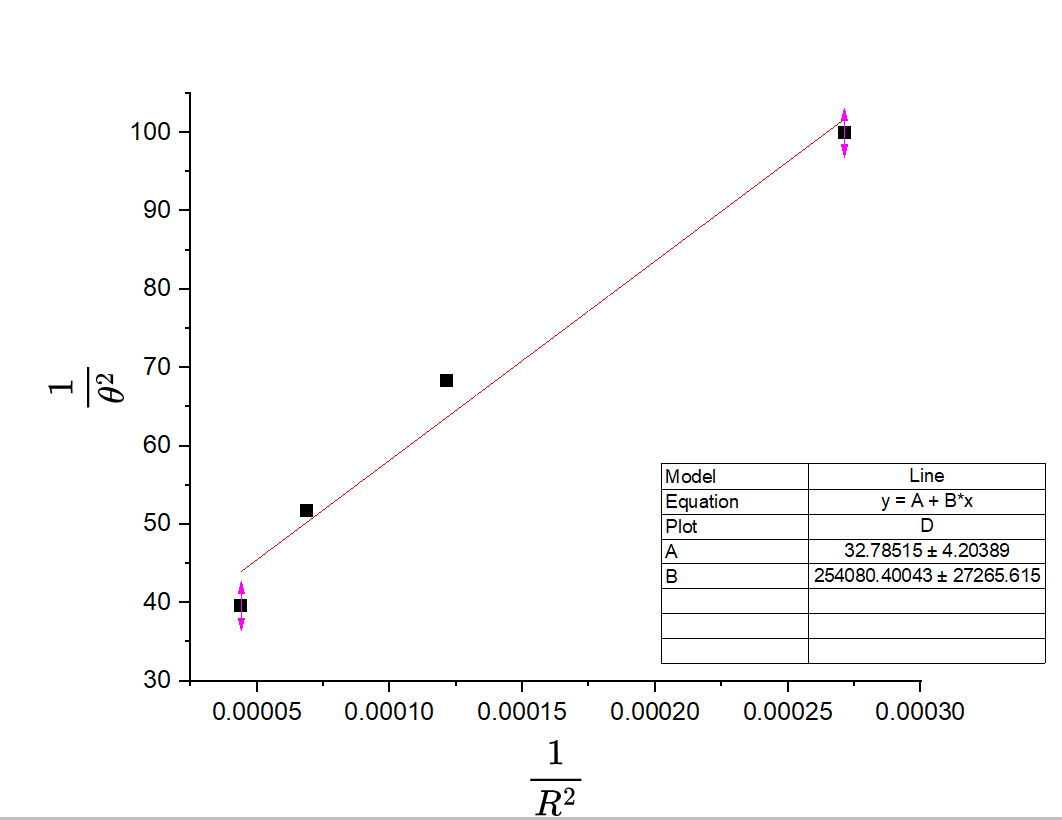 100
90
80
70
60
50
40
30
1
θ²
0.00005 0.00010 0.00015 0.00020 0.00025 0.00030
1
R²
Model Line
Equation y = A + B*x
Plot D
A 32.78515 ± 4.20389
B 254080.40043 ± 27265.615